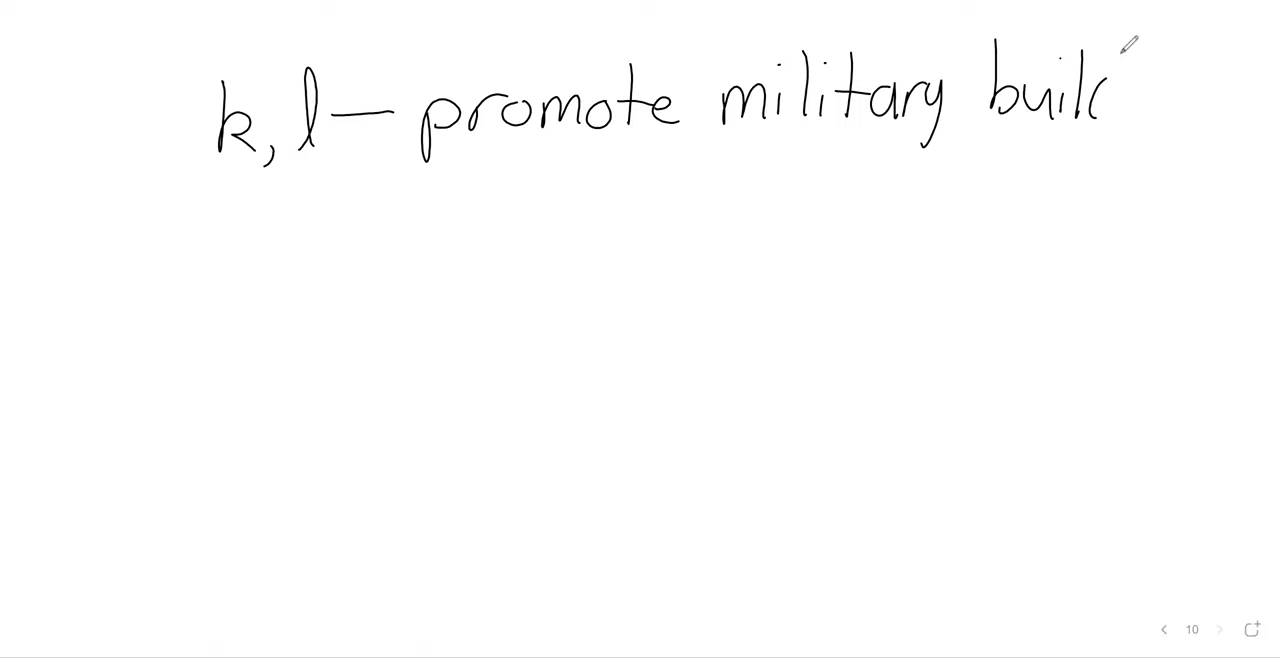 k, l — promote military buil
10